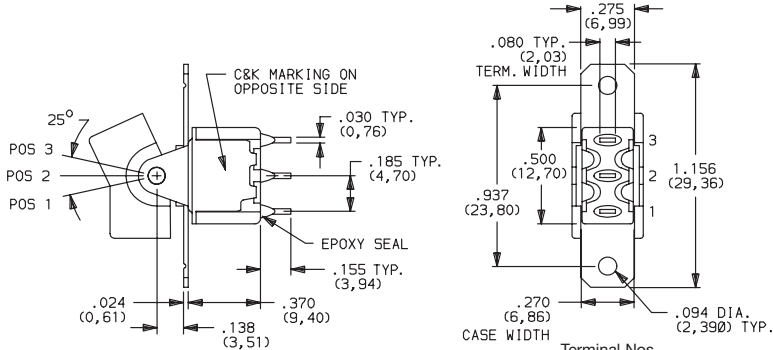 .275
(6,99)
.080 TYP.
(2,03)
TERM. WIDTH
C&K MARKING ON
OPPOSITE SIDE
.030 TYP.
(0,76)
25°
POS 3
POS 2
POS 1
.185 TYP.
(4,70)
EPOXY SEAL
.155 TYP.
(3,94)
.024
(0,61)
.370
(9,40)
.138
(3,51)
3
2
1
.500
(12,70)
.937
(23,80)
1.156
(29,36)
.270
(6,86)
CASE WIDTH
.094 DIA.
(2,390) TYP.
Terminal Nos.